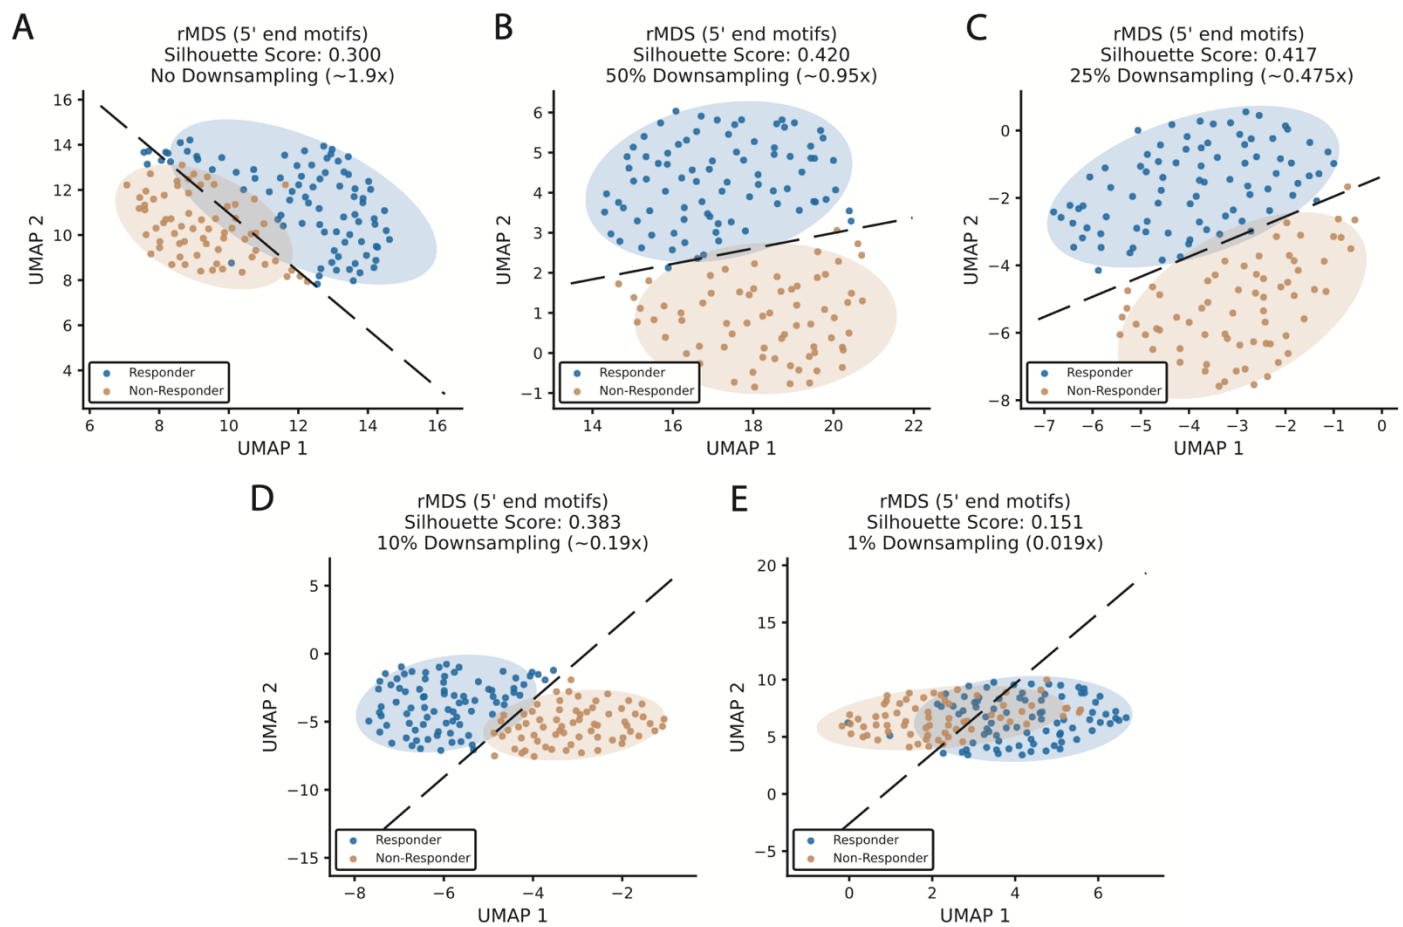 A
rMDS (5' end motifs)
Silhouette Score: 0.300
No Downsampling (~1.9x)
16
14
12
10
8
6
4
UMAP 2
Responder
Non-Responder
6 8 10 12 14 16
UMAP 1
B
rMDS (5' end motifs)
Silhouette Score: 0.420
50% Downsampling (~0.95x)
6
5
4
3
2
1
0
−1
UMAP 2
Responder
Non-Responder
14 16 18 20 22
UMAP 1
C
rMDS (5' end motifs)
Silhouette Score: 0.417
25% Downsampling (~0.475x)
0
−2
−4
−6
−8
UMAP 2
Responder
Non-Responder
−7 −6 −5 −4 −3 −2 −1 0
UMAP 1
D
rMDS (5' end motifs)
Silhouette Score: 0.383
10% Downsampling (~0.19x)
5
0
−5
−10
−15
UMAP 2
Responder
Non-Responder
−8 −6 −4 −2
UMAP 1
E
rMDS (5' end motifs)
Silhouette Score: 0.151
1% Downsampling (0.019x)
20
15
10
5
0
−5
UMAP 2
Responder
Non-Responder
0 2 4 6
UMAP 1